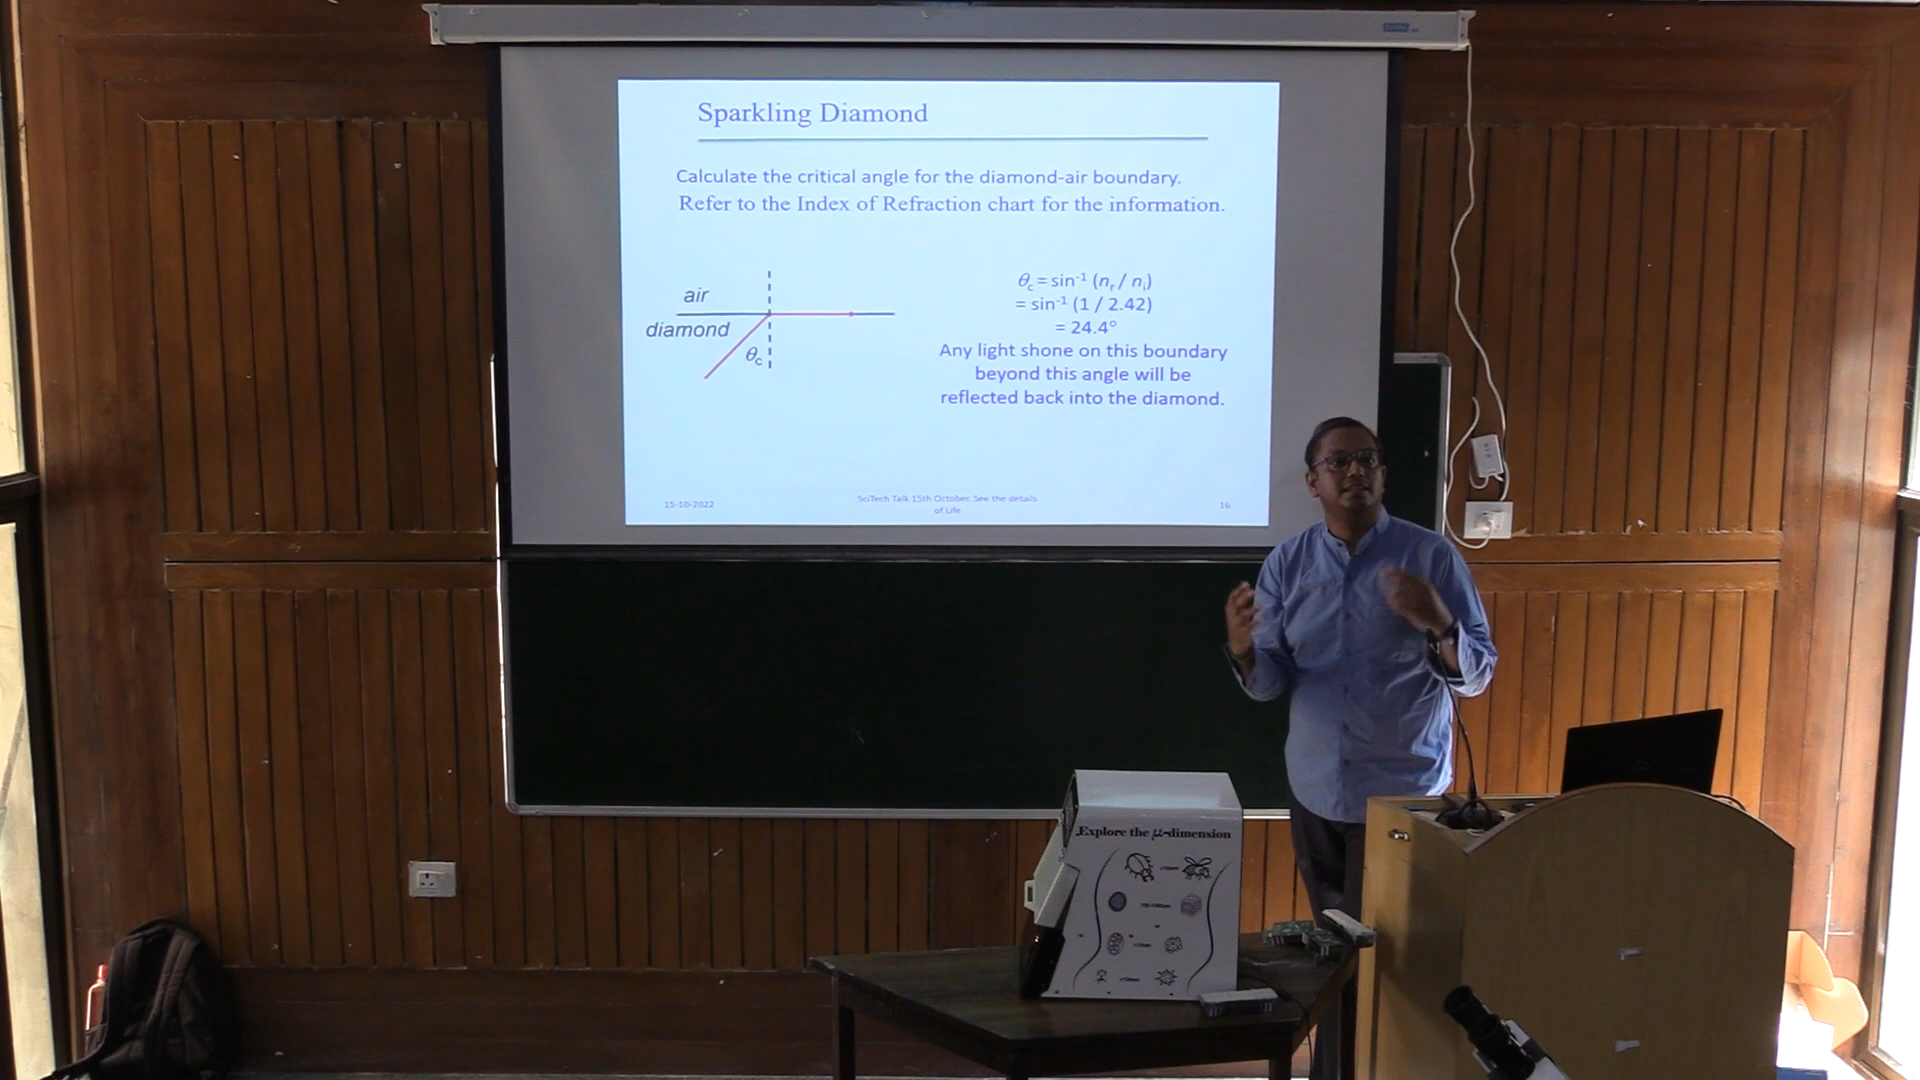 Sparkling Diamond
Calculate the critical angle for the diamond-air boundary.
Refer to the Index of Refraction chart for the information.
air
diamond
θc
θc = sin-1 (nr / ni)
= sin-1 (1 / 2.42)
= 24.4°
Any light shone on this boundary
beyond this angle will be
reflected back into the diamond.
15-10-2022
SciTech Talk 15th October. See the details
of Life
16
Explore the μ-dimension